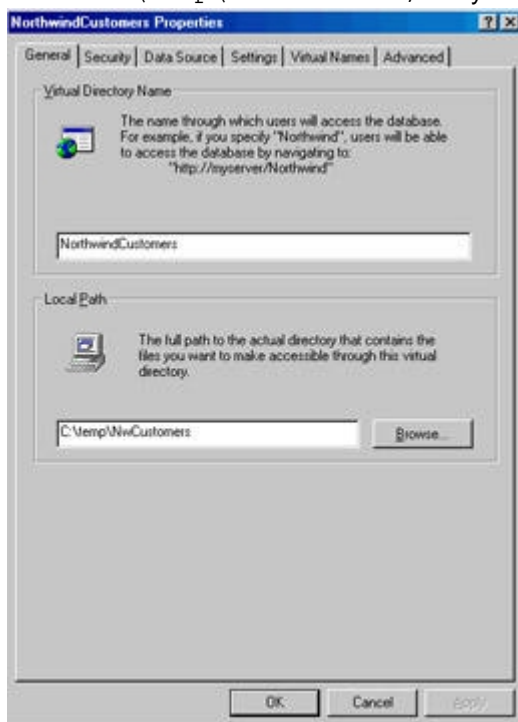 NorthwindCustomers Properties
General Security Data Source Settings Virtual Names Advanced
Virtual Directory Name
The name through which users will access the database.
For example, if you specify "Northwind", users will be able
to access the database by navigating to:
"http://myserver/Northwind"
NorthwindCustomers
Local Path
The full path to the actual directory that contains the
files you want to make accessible through this virtual
directory.
C:\temp\NwCustomers
Browse...
OK Cancel Apply